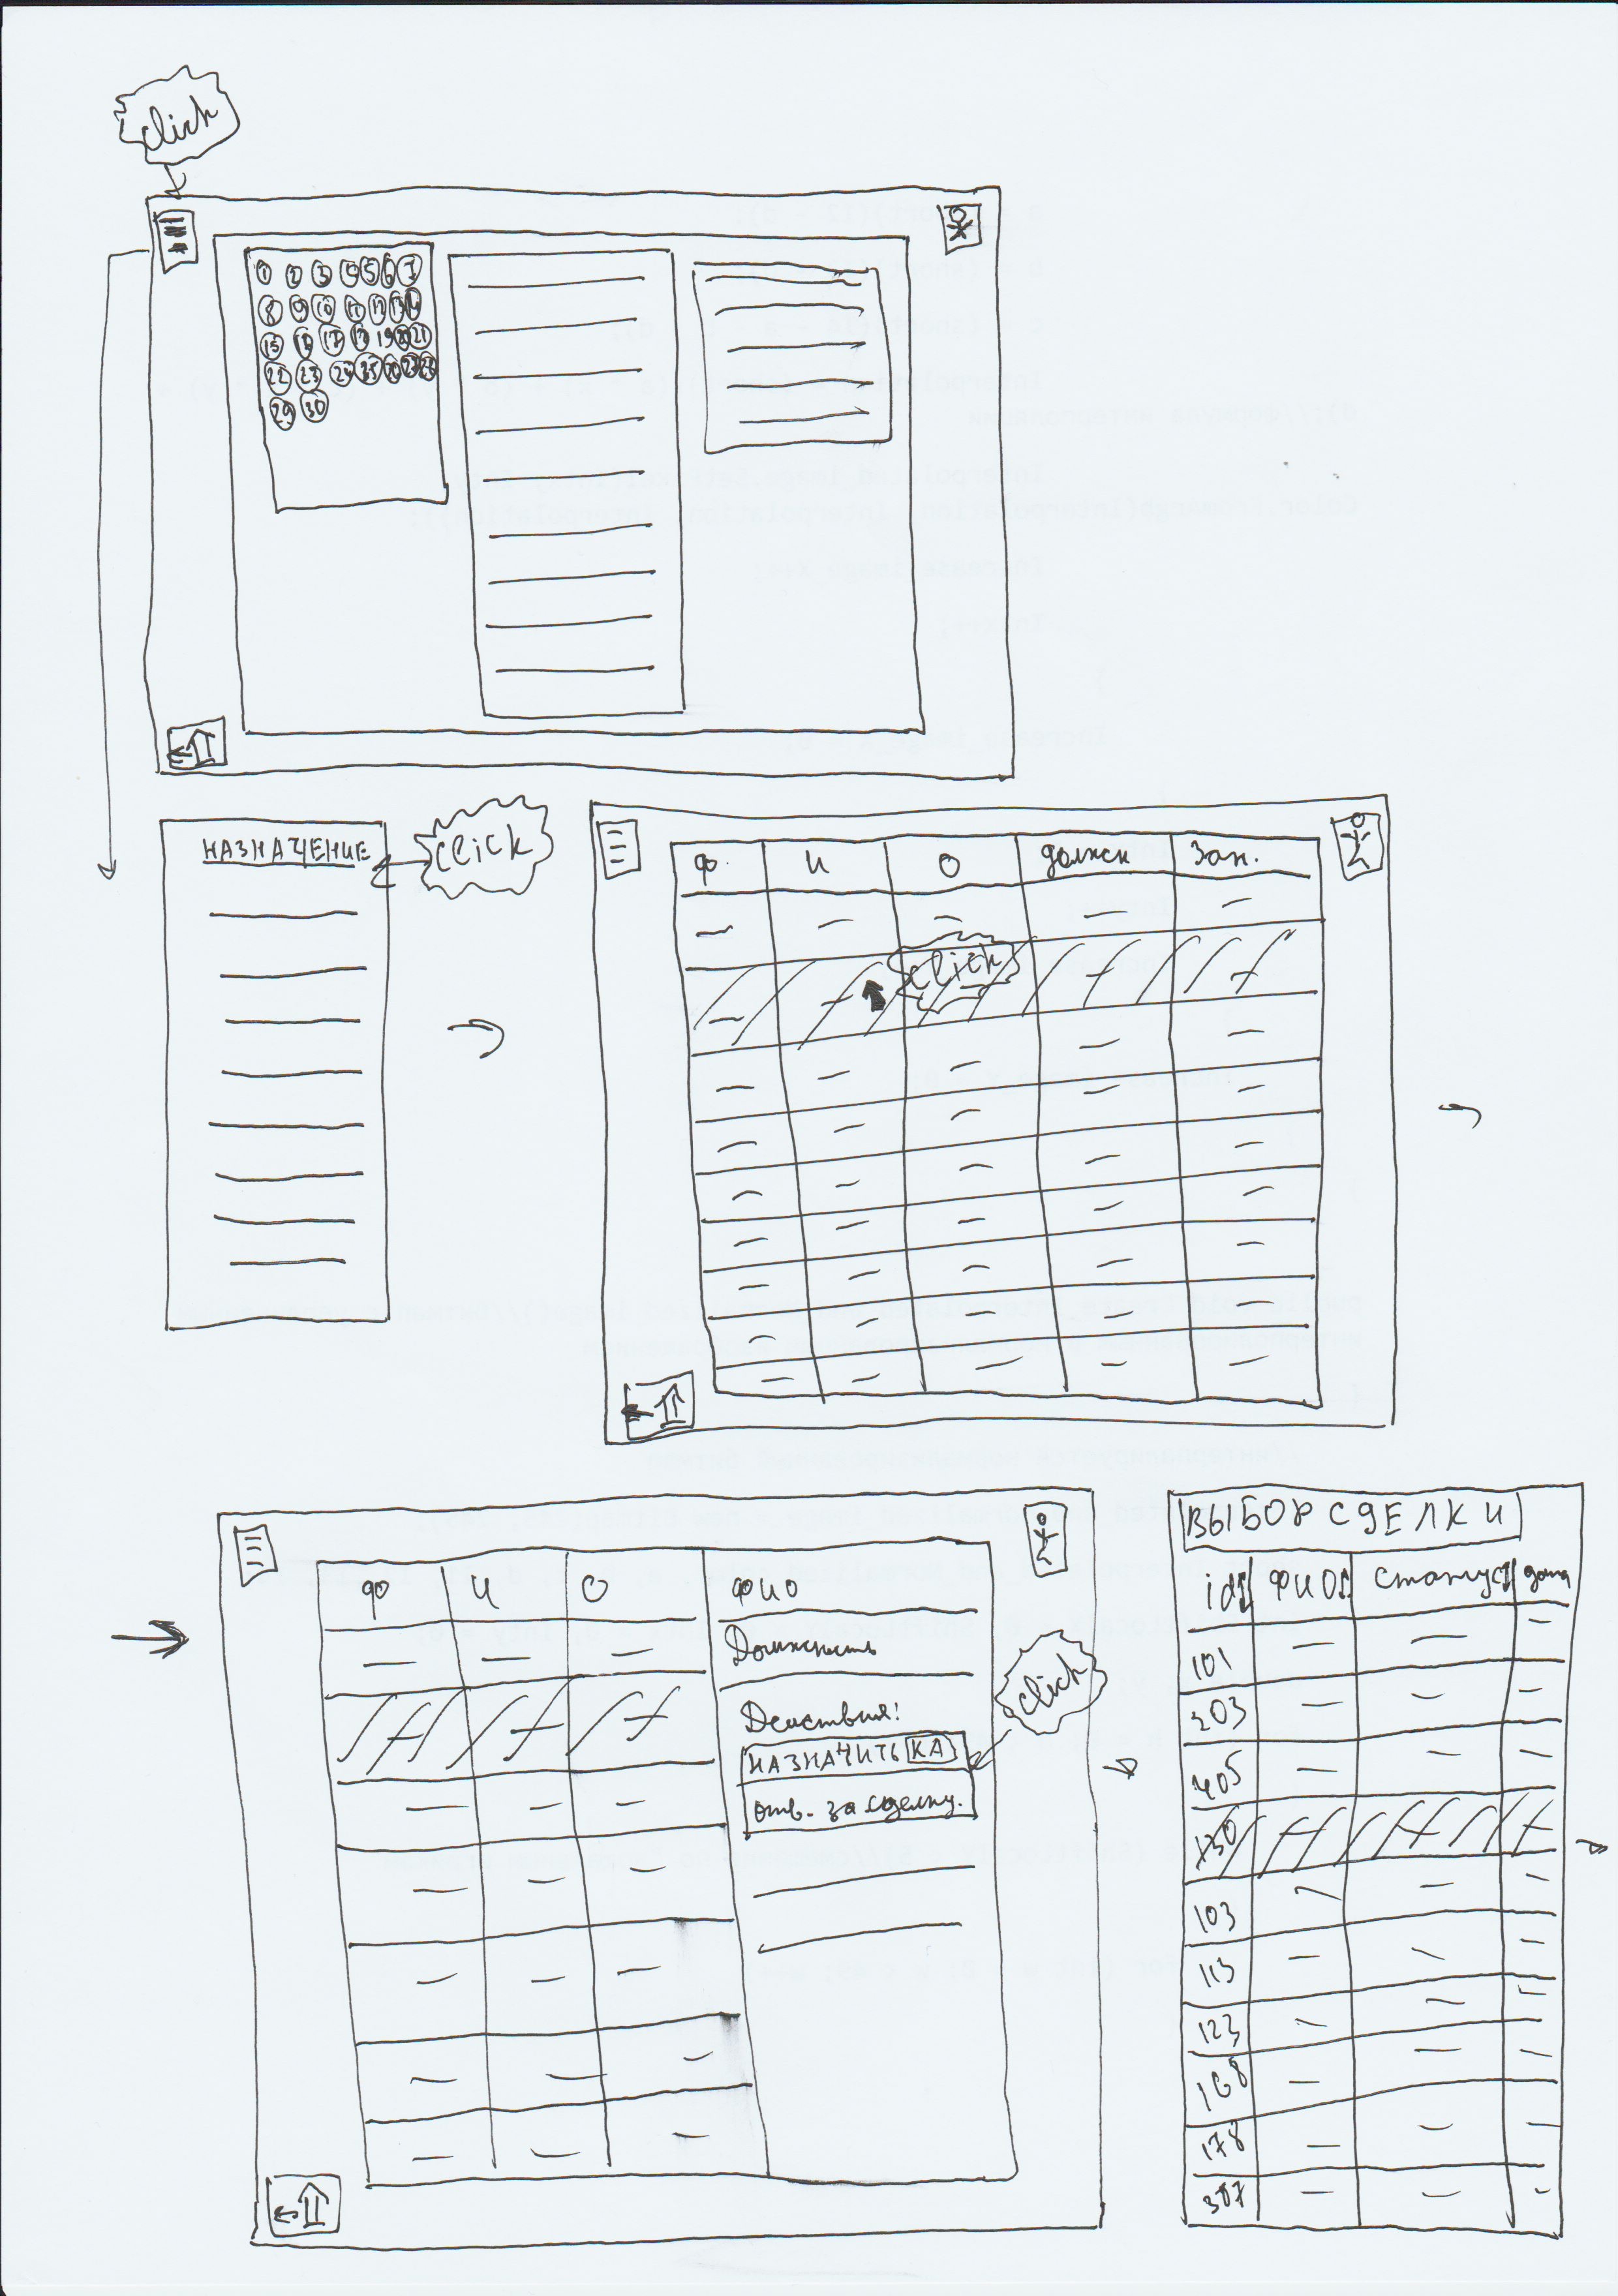 click
1 2 3 4 5 6 7
8 9 10 11 12 13 14
15 16 17 18 19 20 21
22 23 24 25 26 27 28
29 30
НАЗНАЧЕНИЕ
click
Ф И О должн Зан.
click
Ф И О ФИО
Должность
Действия:
НАЗНАЧИТЬ КА
отв. за сделку.
click
ВЫБОР СДЕЛКИ
id ФИО статус дата
101
203
405
130
103
113
123
168
178
307